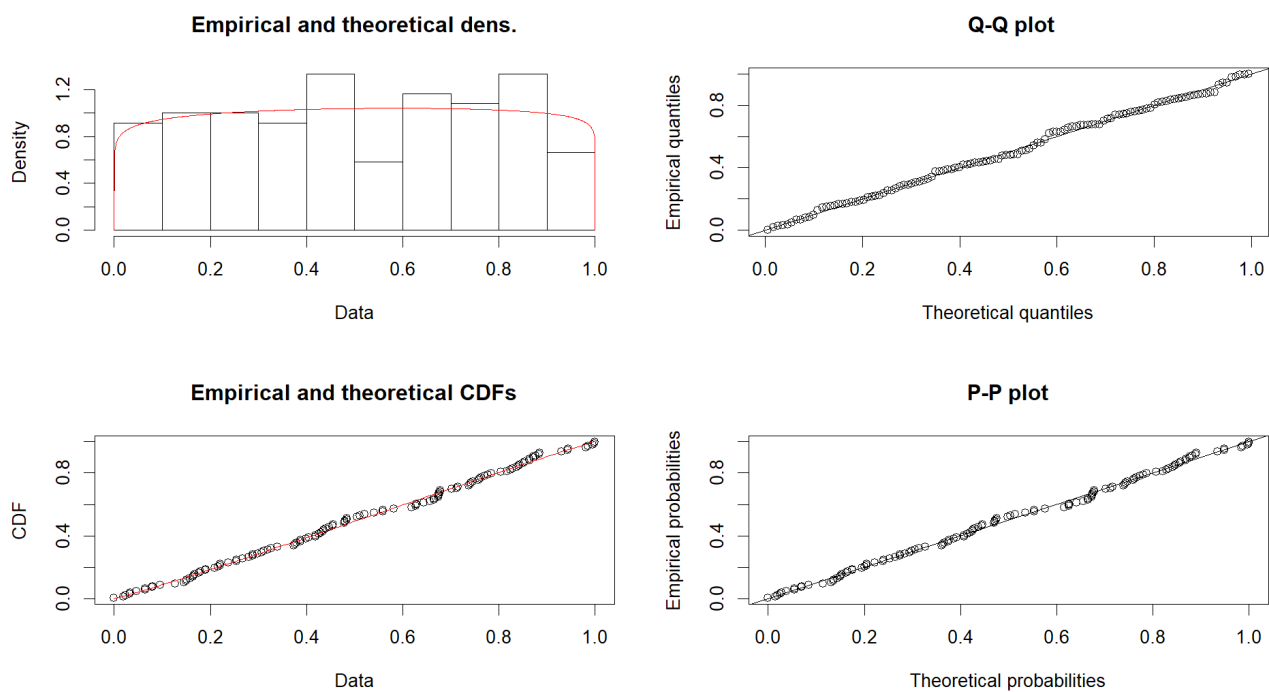 Empirical and theoretical dens.
Density
0.0 0.4 0.8 1.2
0.0 0.2 0.4 0.6 0.8 1.0
Data
Q-Q plot
Empirical quantiles
0.0 0.4 0.8
0.0 0.2 0.4 0.6 0.8 1.0
Theoretical quantiles
Empirical and theoretical CDFs
CDF
0.0 0.4 0.8
0.0 0.2 0.4 0.6 0.8 1.0
Data
P-P plot
Empirical probabilities
0.0 0.4 0.8
0.0 0.2 0.4 0.6 0.8 1.0
Theoretical probabilities